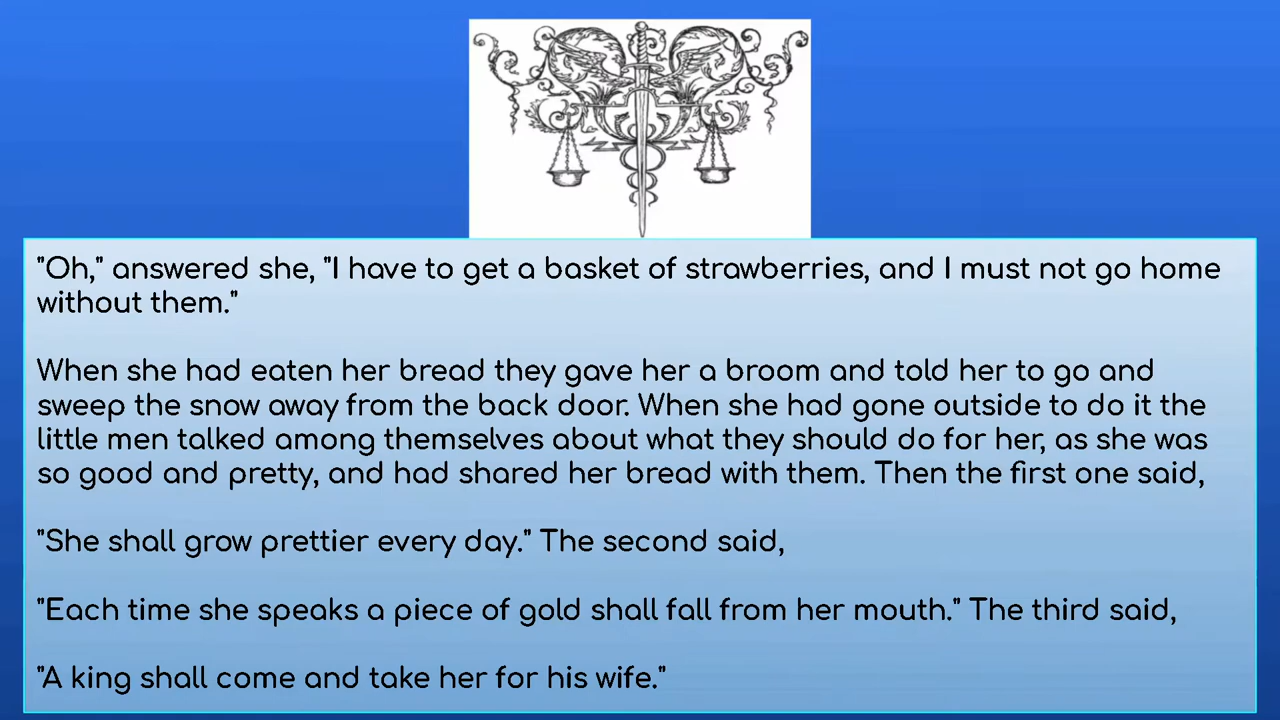 "Oh," answered she, "I have to get a basket of strawberries, and I must not go home
without them."
When she had eaten her bread they gave her a broom and told her to go and
sweep the snow away from the back door. When she had gone outside to do it the
little men talked among themselves about what they should do for her, as she was
so good and pretty, and had shared her bread with them. Then the first one said,
"She shall grow prettier every day." The second said,
"Each time she speaks a piece of gold shall fall from her mouth." The third said,
"A king shall come and take her for his wife."